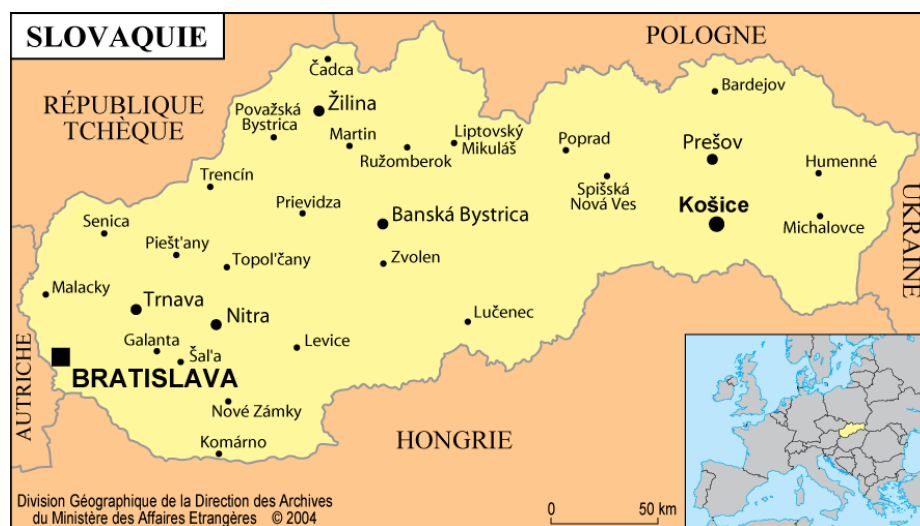 SLOVAQUIE
POLOGNE
RÉPUBLIQUE
TCHÈQUE
Čadca
Žilina
Považská
Bystrica
Martin
Ružomberok
Liptovský
Mikuláš
Poprad
Bardejov
Prešov
Humenné
Spišská
Nová Ves
Košice
Michalovce
UKRAINE
Trencín
Prievidza
Banská Bystrica
Senica
Piešt'any
Topol'čany
Zvolen
Malacky
Trnava
Nitra
Lučenec
Galanta
Šal'a
Levice
BRATISLAVA
AUTRICHE
Nové Zámky
Komárno
HONGRIE
Division Géographique de la Direction des Archives
du Ministère des Affaires Etrangères © 2004
0 50 km